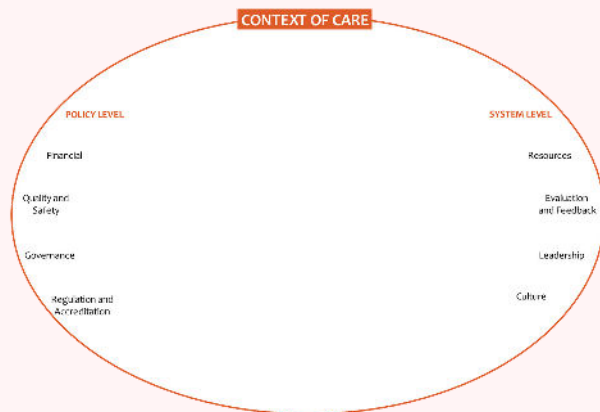 CONTEXT OF CARE
POLICY LEVEL
Financial
Quality and
Safety
Governance
Regulation and
Accreditation
SYSTEM LEVEL
Resources
Evaluation
and Feedback
Leadership
Culture